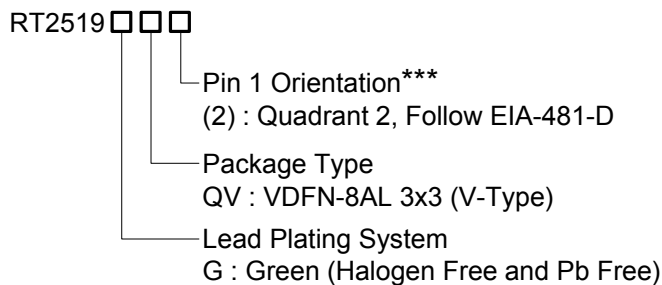 RT2519
Pin 1 Orientation***
(2) : Quadrant 2, Follow EIA-481-D
Package Type
QV : VDFN-8AL 3x3 (V-Type)
Lead Plating System
G : Green (Halogen Free and Pb Free)